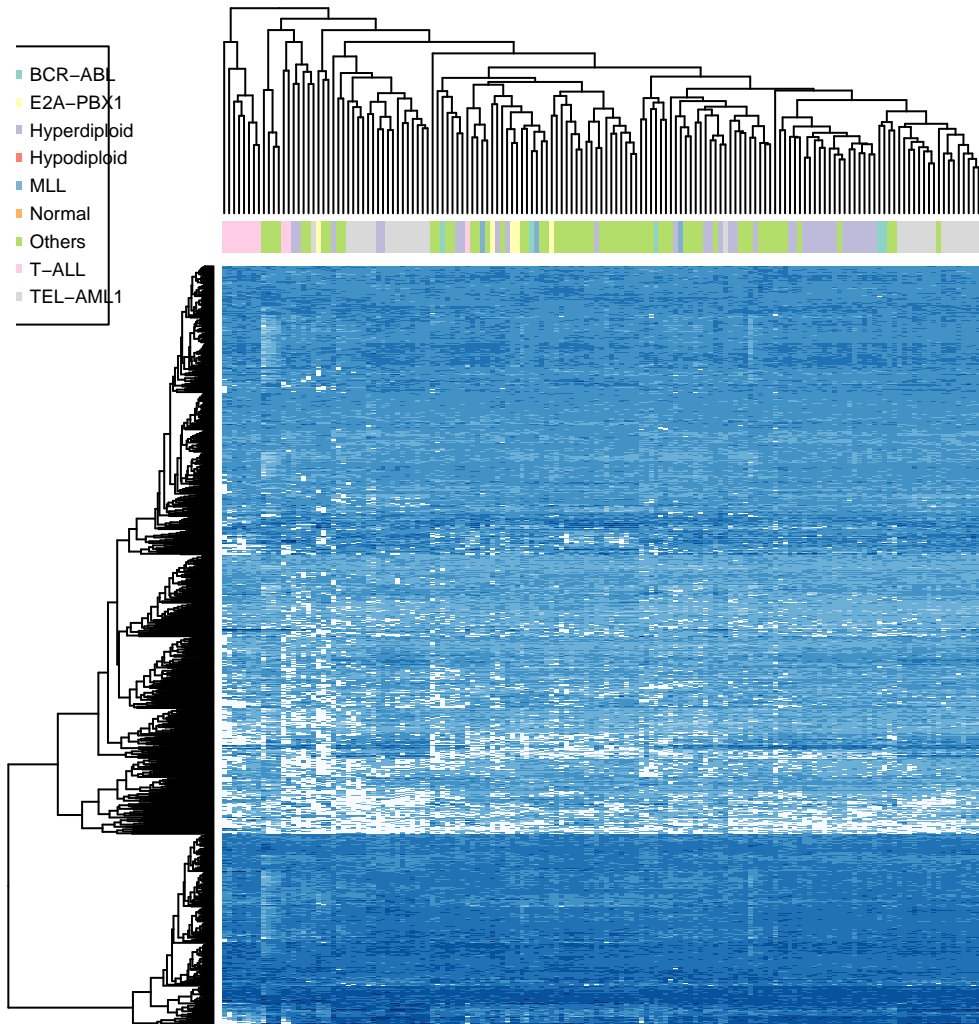 BCR−ABL
E2A−PBX1
Hyperdiploid
Hypodiploid
MLL
Normal
Others
T−ALL
TEL−AML1